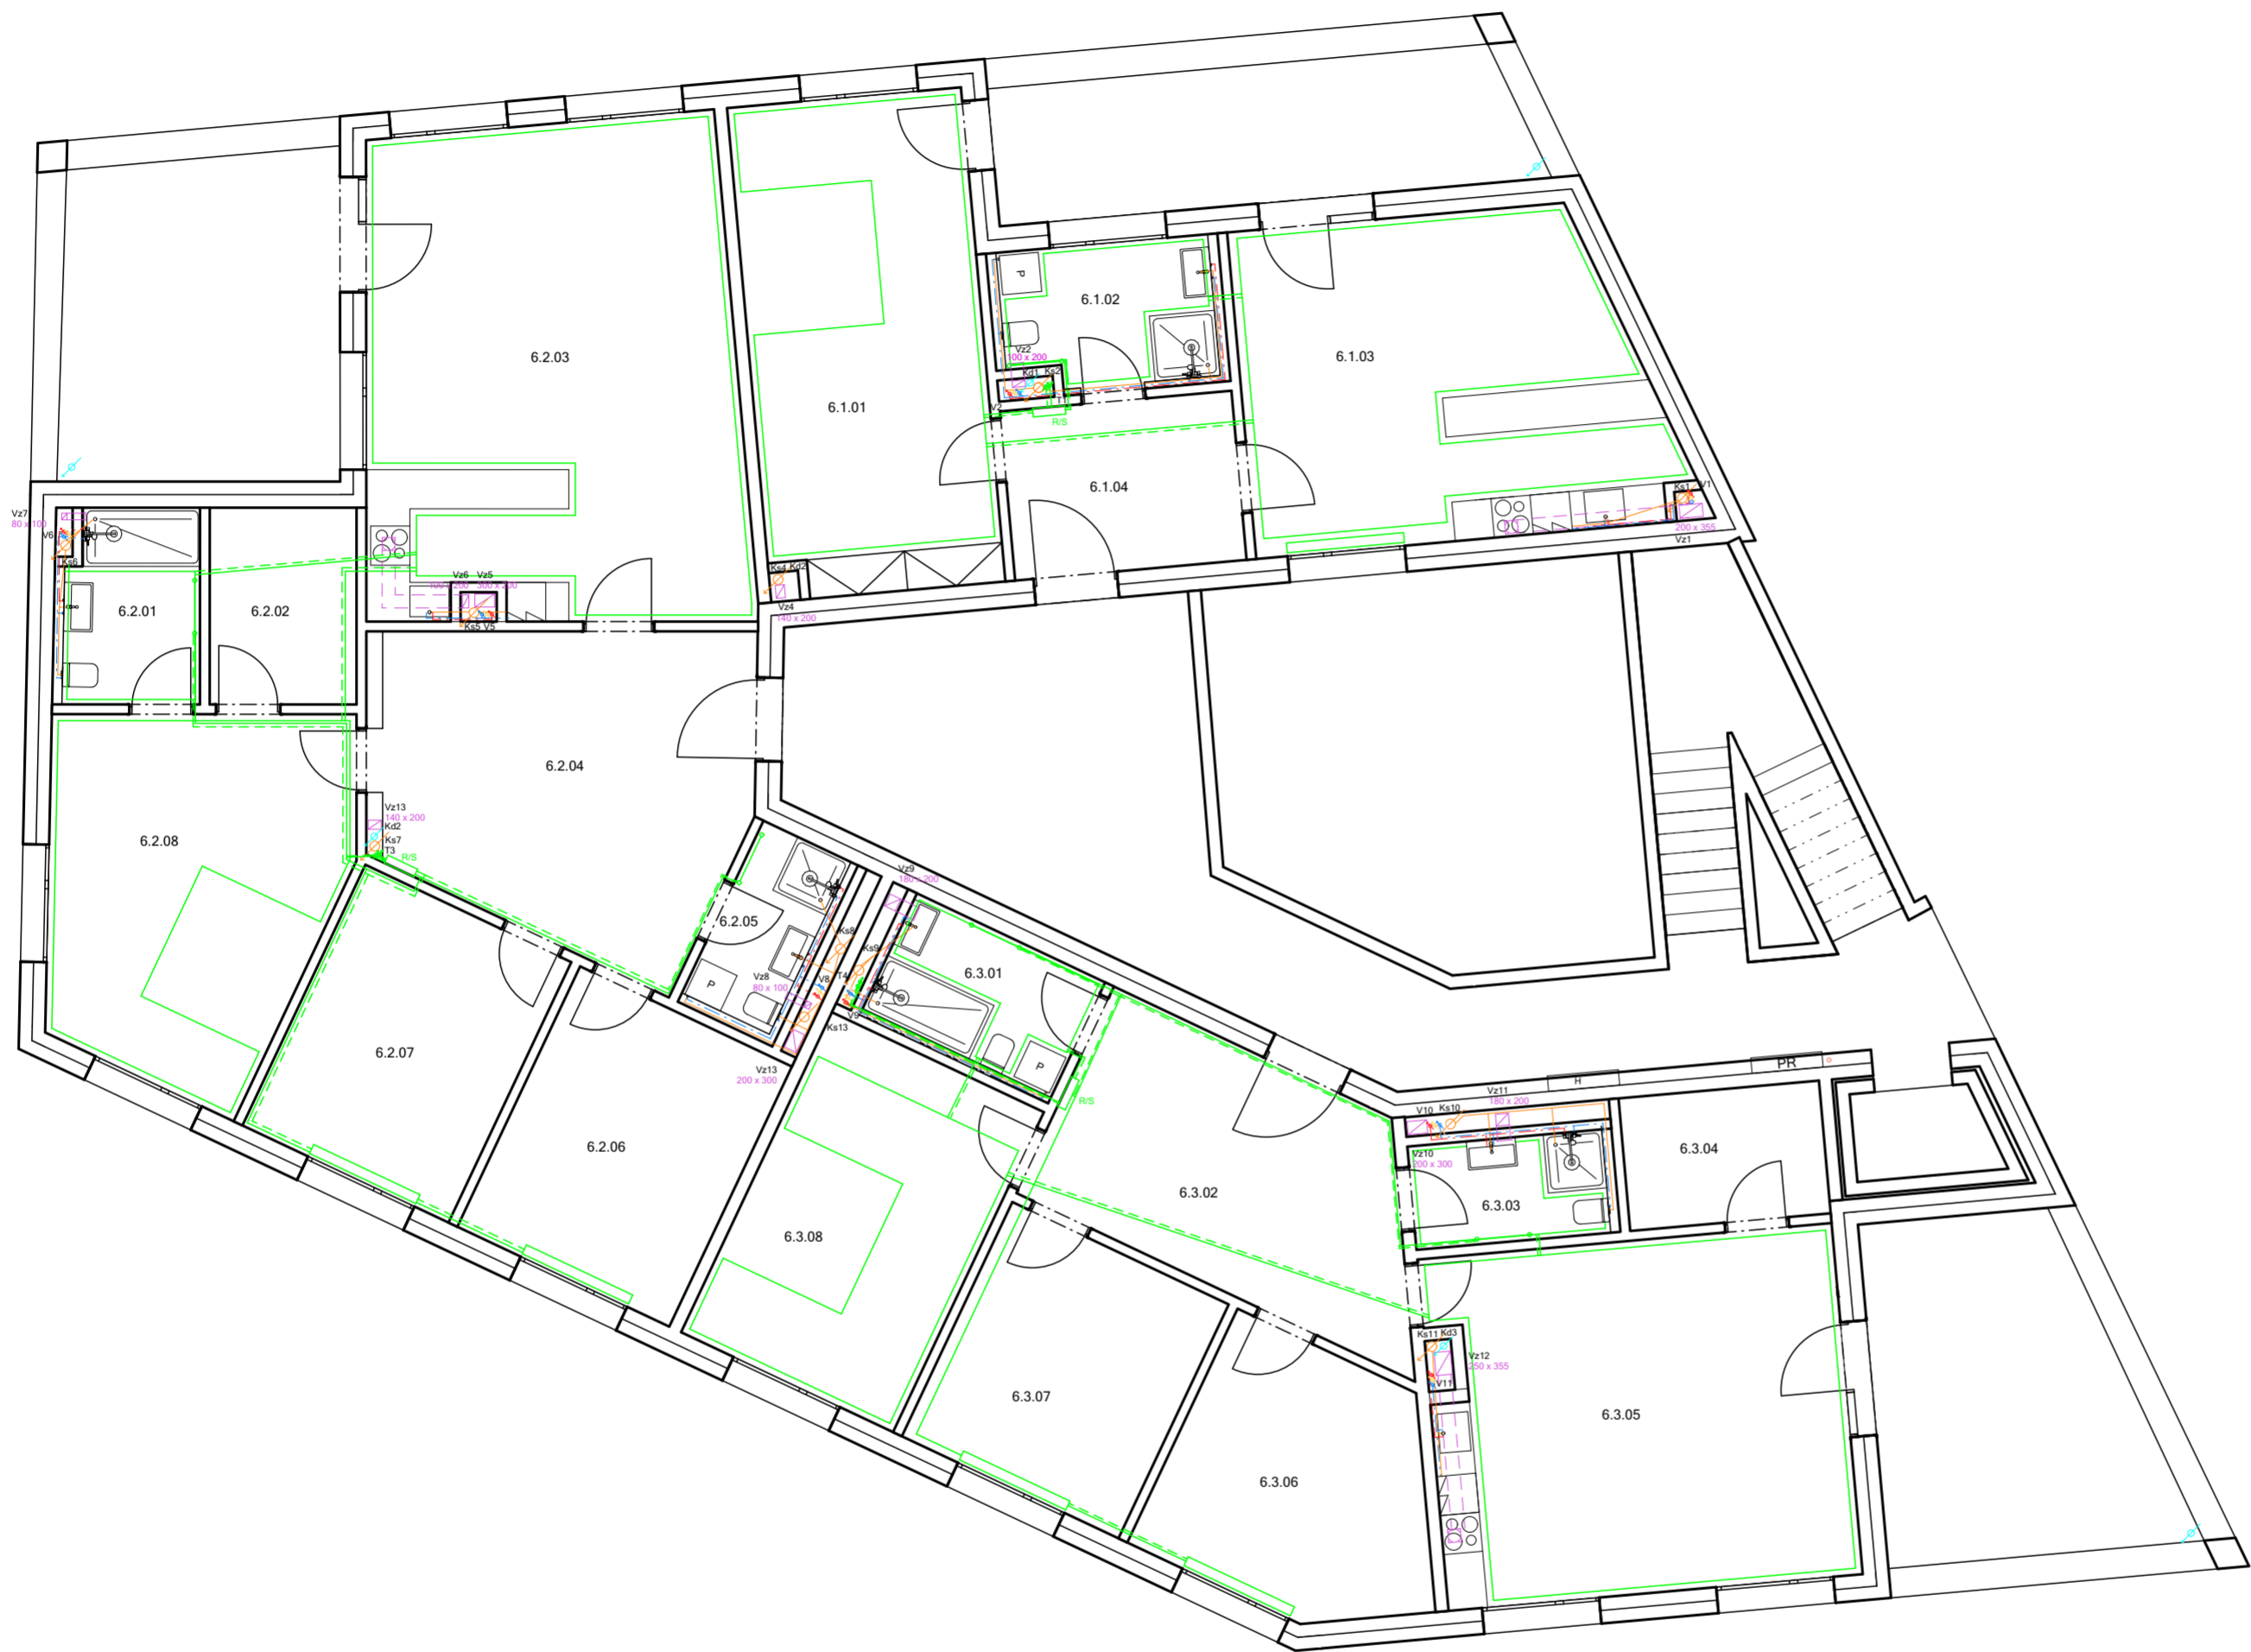 P
6.1.02
Vz2
100 x 200
Kd1
Ks2
V2
R/S
6.2.03
6.1.03
6.1.01
6.1.04
Ks1
V1
200 x 355
Vz1
Vz7
80 x 100
V6
Ks6
6.2.01
6.2.02
Vz6
Vz5
Ks5 V5
Ks4 Kd2
Vz4
140 x 200
6.2.04
Vz13
140 x 200
Kd2
Ks7
T3
R/S
6.2.08
Vz9
180 x 200
6.2.05
Ks8
Ks9
6.3.01
Vz8
80 x 100
V8
T4
P
V9
Ks13
P
6.2.07
Vz13
200 x 300
R/S
PR
H
Vz11
180 x 200
V10
Ks10
6.2.06
6.3.04
Vz10
200 x 300
6.3.02
6.3.03
6.3.08
Ks11 Kd3
Vz12
250 x 355
V11
6.3.07
6.3.05
6.3.06